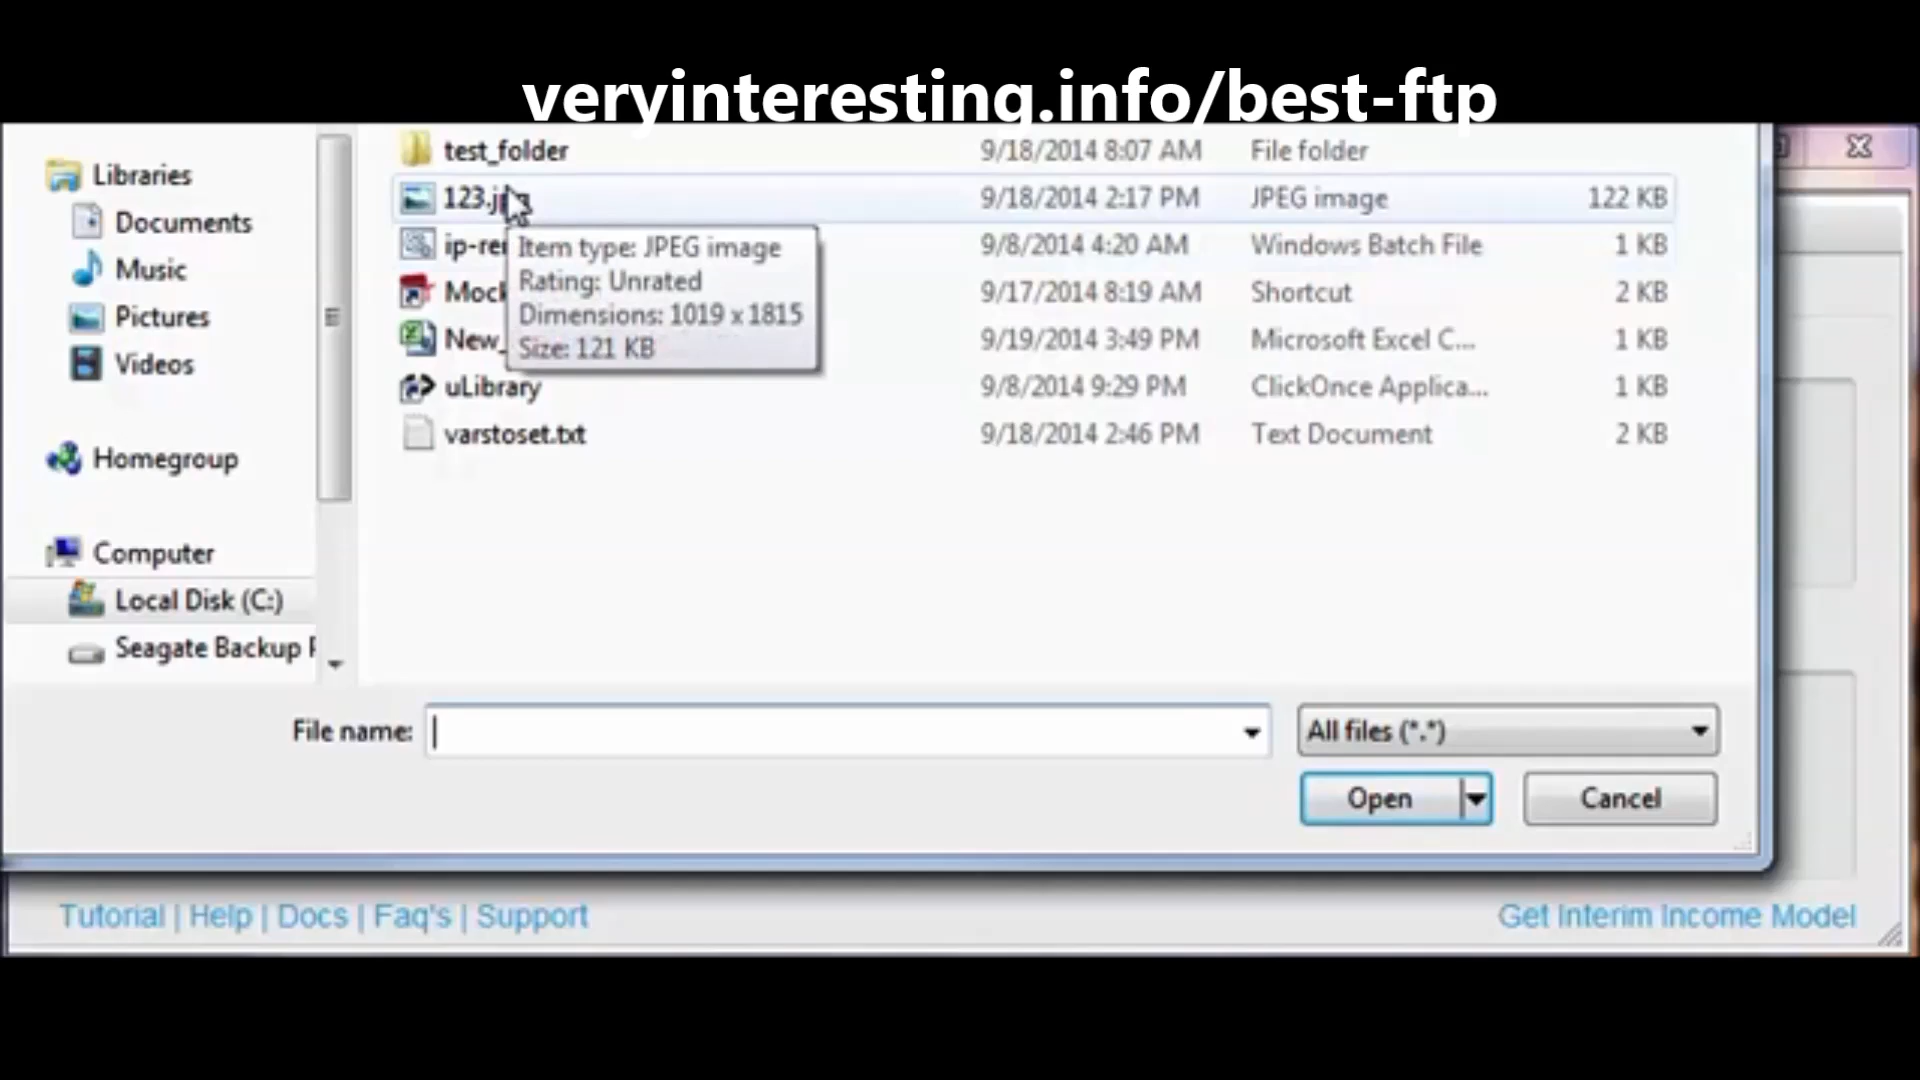 veryinteresting.info/best-ftp
Libraries
Documents
Music
Pictures
Videos
Homegroup
Computer
Local Disk (C:)
Seagate Backup
test_folder 9/18/2014 8:07 AM File folder
9/18/2014 2:17 PM JPEG image 122 KB
9/8/2014 4:20 AM Windows Batch File 1 KB
9/17/2014 8:19 AM Shortcut 2 KB
New_ 9/19/2014 3:49 PM Microsoft Excel C... 1 KB
uLibrary 9/8/2014 9:29 PM ClickOnce Applica... 1 KB
varstoset.txt 9/18/2014 2:46 PM Text Document 2 KB
Item type: JPEG image
Rating: Unrated
Dimensions: 1019 x 1815
Size: 121 KB
File name:
All files (*.*)
Open
Cancel
Tutorial | Help | Docs | Faq's | Support
Get Interim Income Model